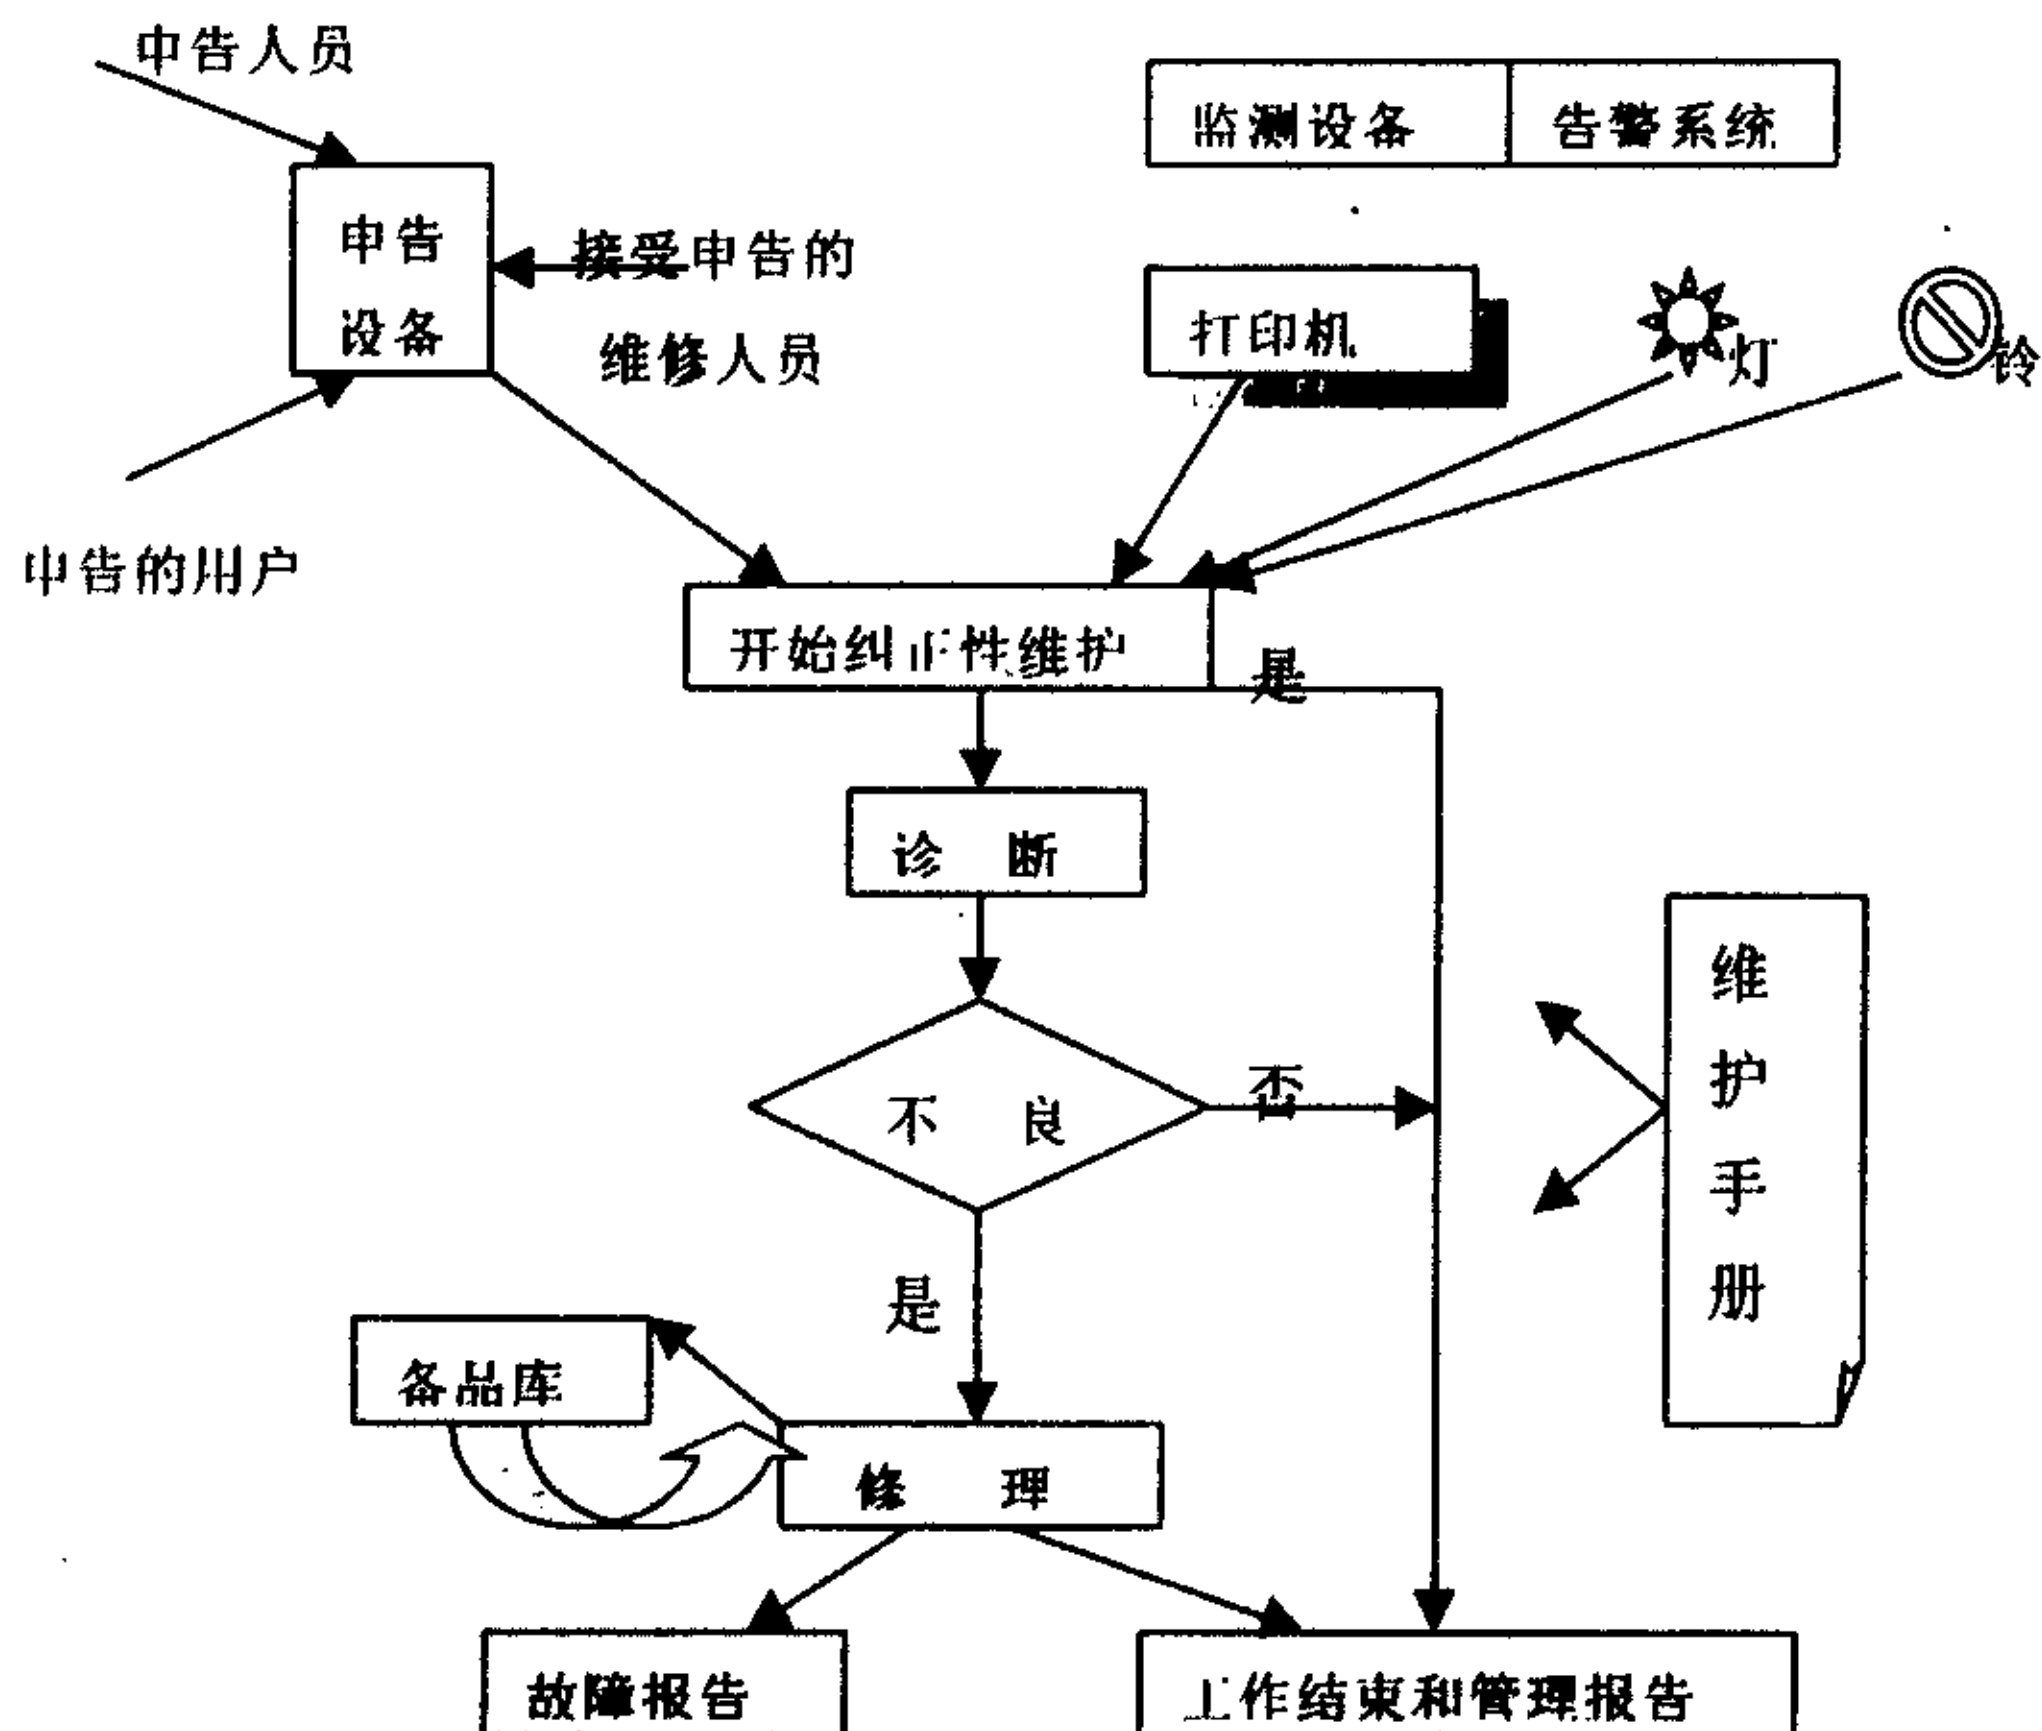 申告人员
监测设备 告警系统
申告
设备
接受申告的
维修人员
打印机
灯
铃
申告的用户
开始纠正性维护
是
诊 断
不 良
否
维
护
手
册
是
备品库
修 理
故障报告
工作结束和管理报告